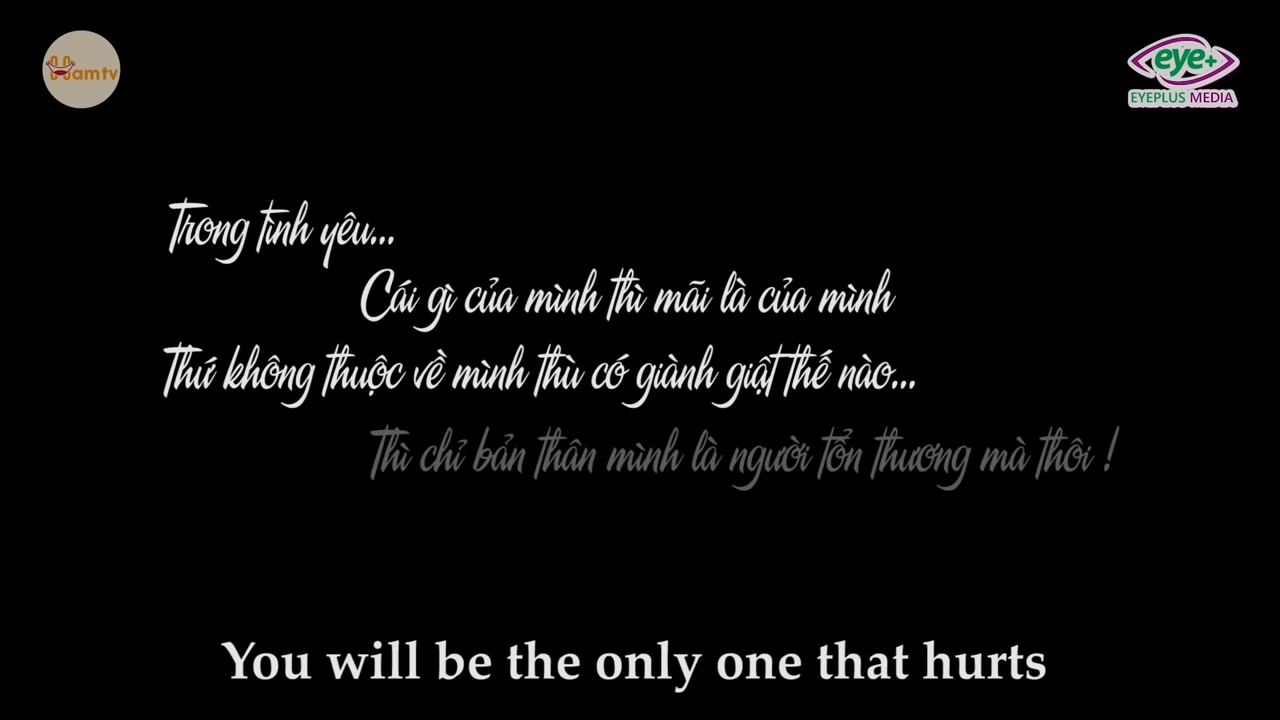 Hamtv
eye+
EYEPLUS MEDIA
Trong tình yêu...
Cái gì của mình thì mãi là của mình
Thứ không thuộc về mình thù có giành giật thế nào...
Thì chỉ bản thân mình là người tổn thương mà thôi !
You will be the only one that hurts